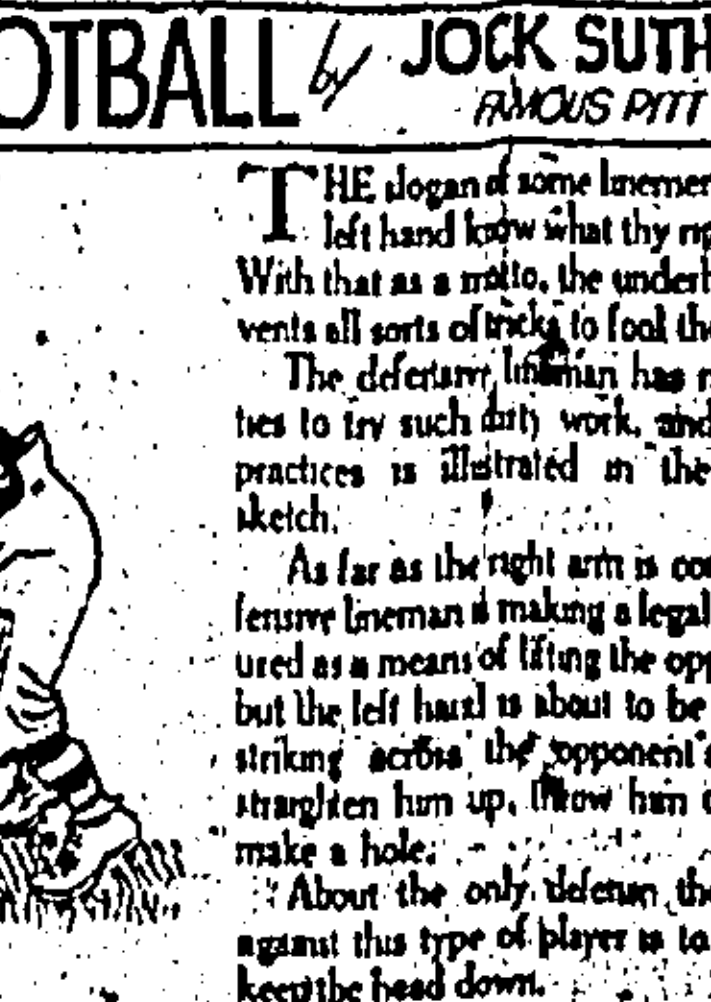 OTBALL by JOCK SUTH
FAMOUS PITT
THE slogan of some linemen
left hand know what thy rig
With that as a motto, the underh
vents all sorts of tricks to fool the
The defensive lineman has
ties to try such dirty work, and
practices is illustrated in the
sketch.
As far as the right arm is con
fensive lineman is making a legal
ured as a means of lifting the opp
but the left hand is about to be
striking across the opponent's
straighten him up, throw him
make a hole.
About the only the
against this type of player is to
keep the head down.